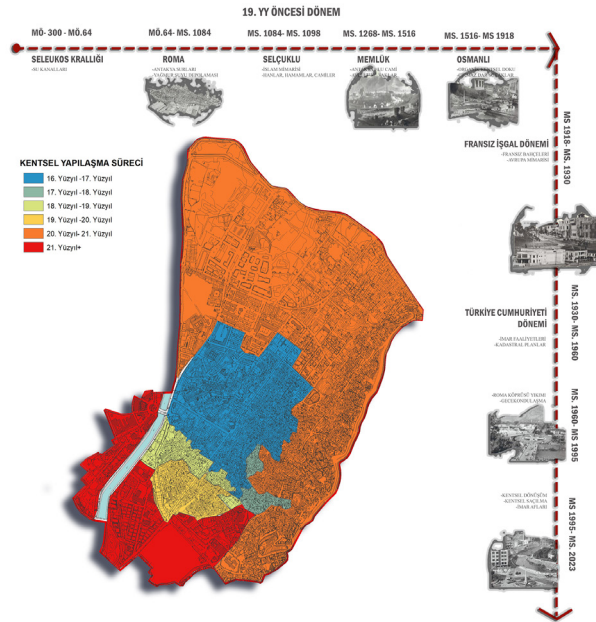 19. YY ÖNCESİ DÖNEM
MÖ- 300 - MÖ.64
MÖ.64- MS. 1084
MS. 1084- MS. 1098
MS. 1268- MS. 1516
MS. 1516- MS 1918
SELEUKOS KRALLIĞI
-SU KANALLARI
ROMA
-ANTAKYA SURLARI
-YAĞMUR SUYU DEPOLAMASI
SELÇUKLU
-İSLAM MİMARİSİ
-HANLAR, HAMAMLAR, CAMİLER
MEMLÜK
OSMANLI
MS 1918- MS. 1930
FRANSIZ İŞGAL DÖNEMİ
-FRANSIZ BAHÇELERİ
-AVRUPA MİMARİSİ
KENTSEL YAPILAŞMA SÜRECİ
16. Yüzyıl -17. Yüzyıl
17. Yüzyıl -18. Yüzyıl
18. Yüzyıl -19. Yüzyıl
19. Yüzyıl -20. Yüzyıl
20. Yüzyıl- 21. Yüzyıl
21. Yüzyıl+
MS. 1930- MS. 1960
TÜRKİYE CUMHURİYETİ
DÖNEMİ
-İMAR FAALİYETLERİ
-KADASTRAL PLANLAR
MS. 1960- MS 1995
-ROMA KÖPRÜSÜ YIKIMI
-GECEKONDULAŞMA
MS 1995- MS. 2023
-KENTSEL DÖNÜŞÜM
-KENTSEL SAÇILMA
-İMAR AFLARI